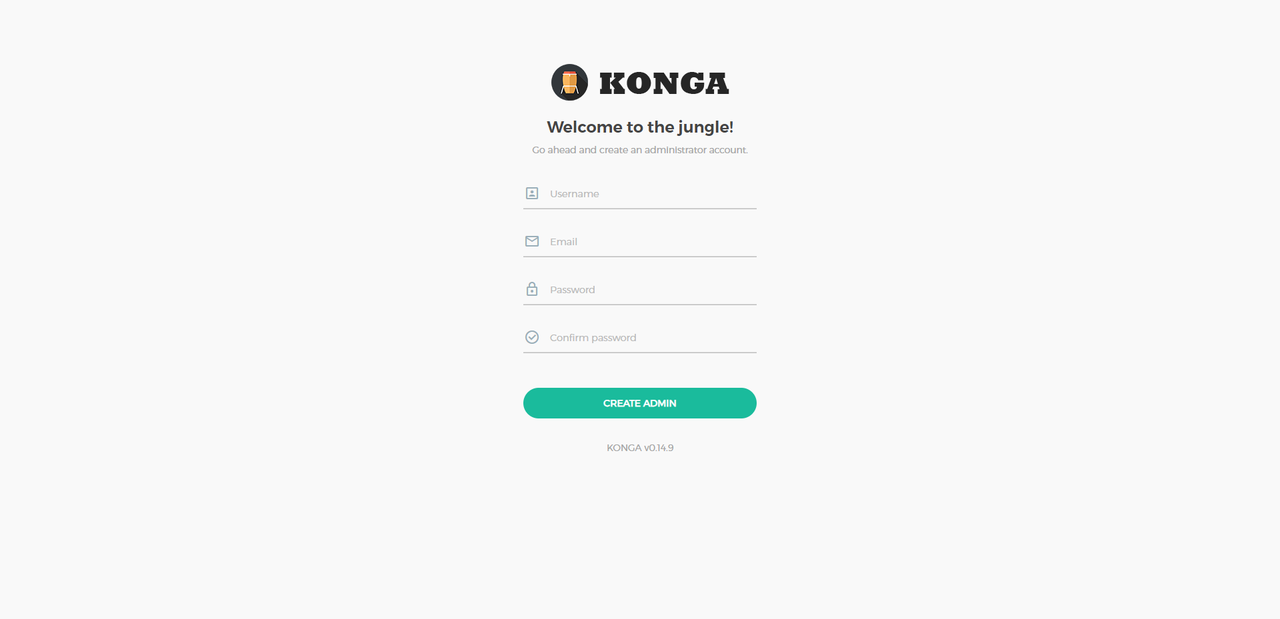 KONGA
Welcome to the jungle!
Go ahead and create an administrator account.
Username
Email
Password
Confirm password
CREATE ADMIN
KONGA v0.14.9